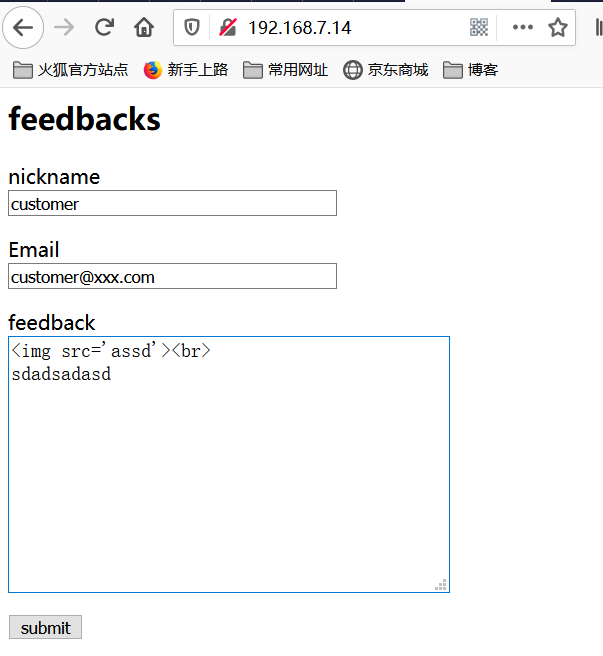 192.168.7.14
火狐官方站点 新手上路 常用网址 京东商城 博客
feedbacks
nickname
customer
Email
customer@xxx.com
feedback
<img src='assd'><br>
sdadsadasd
submit